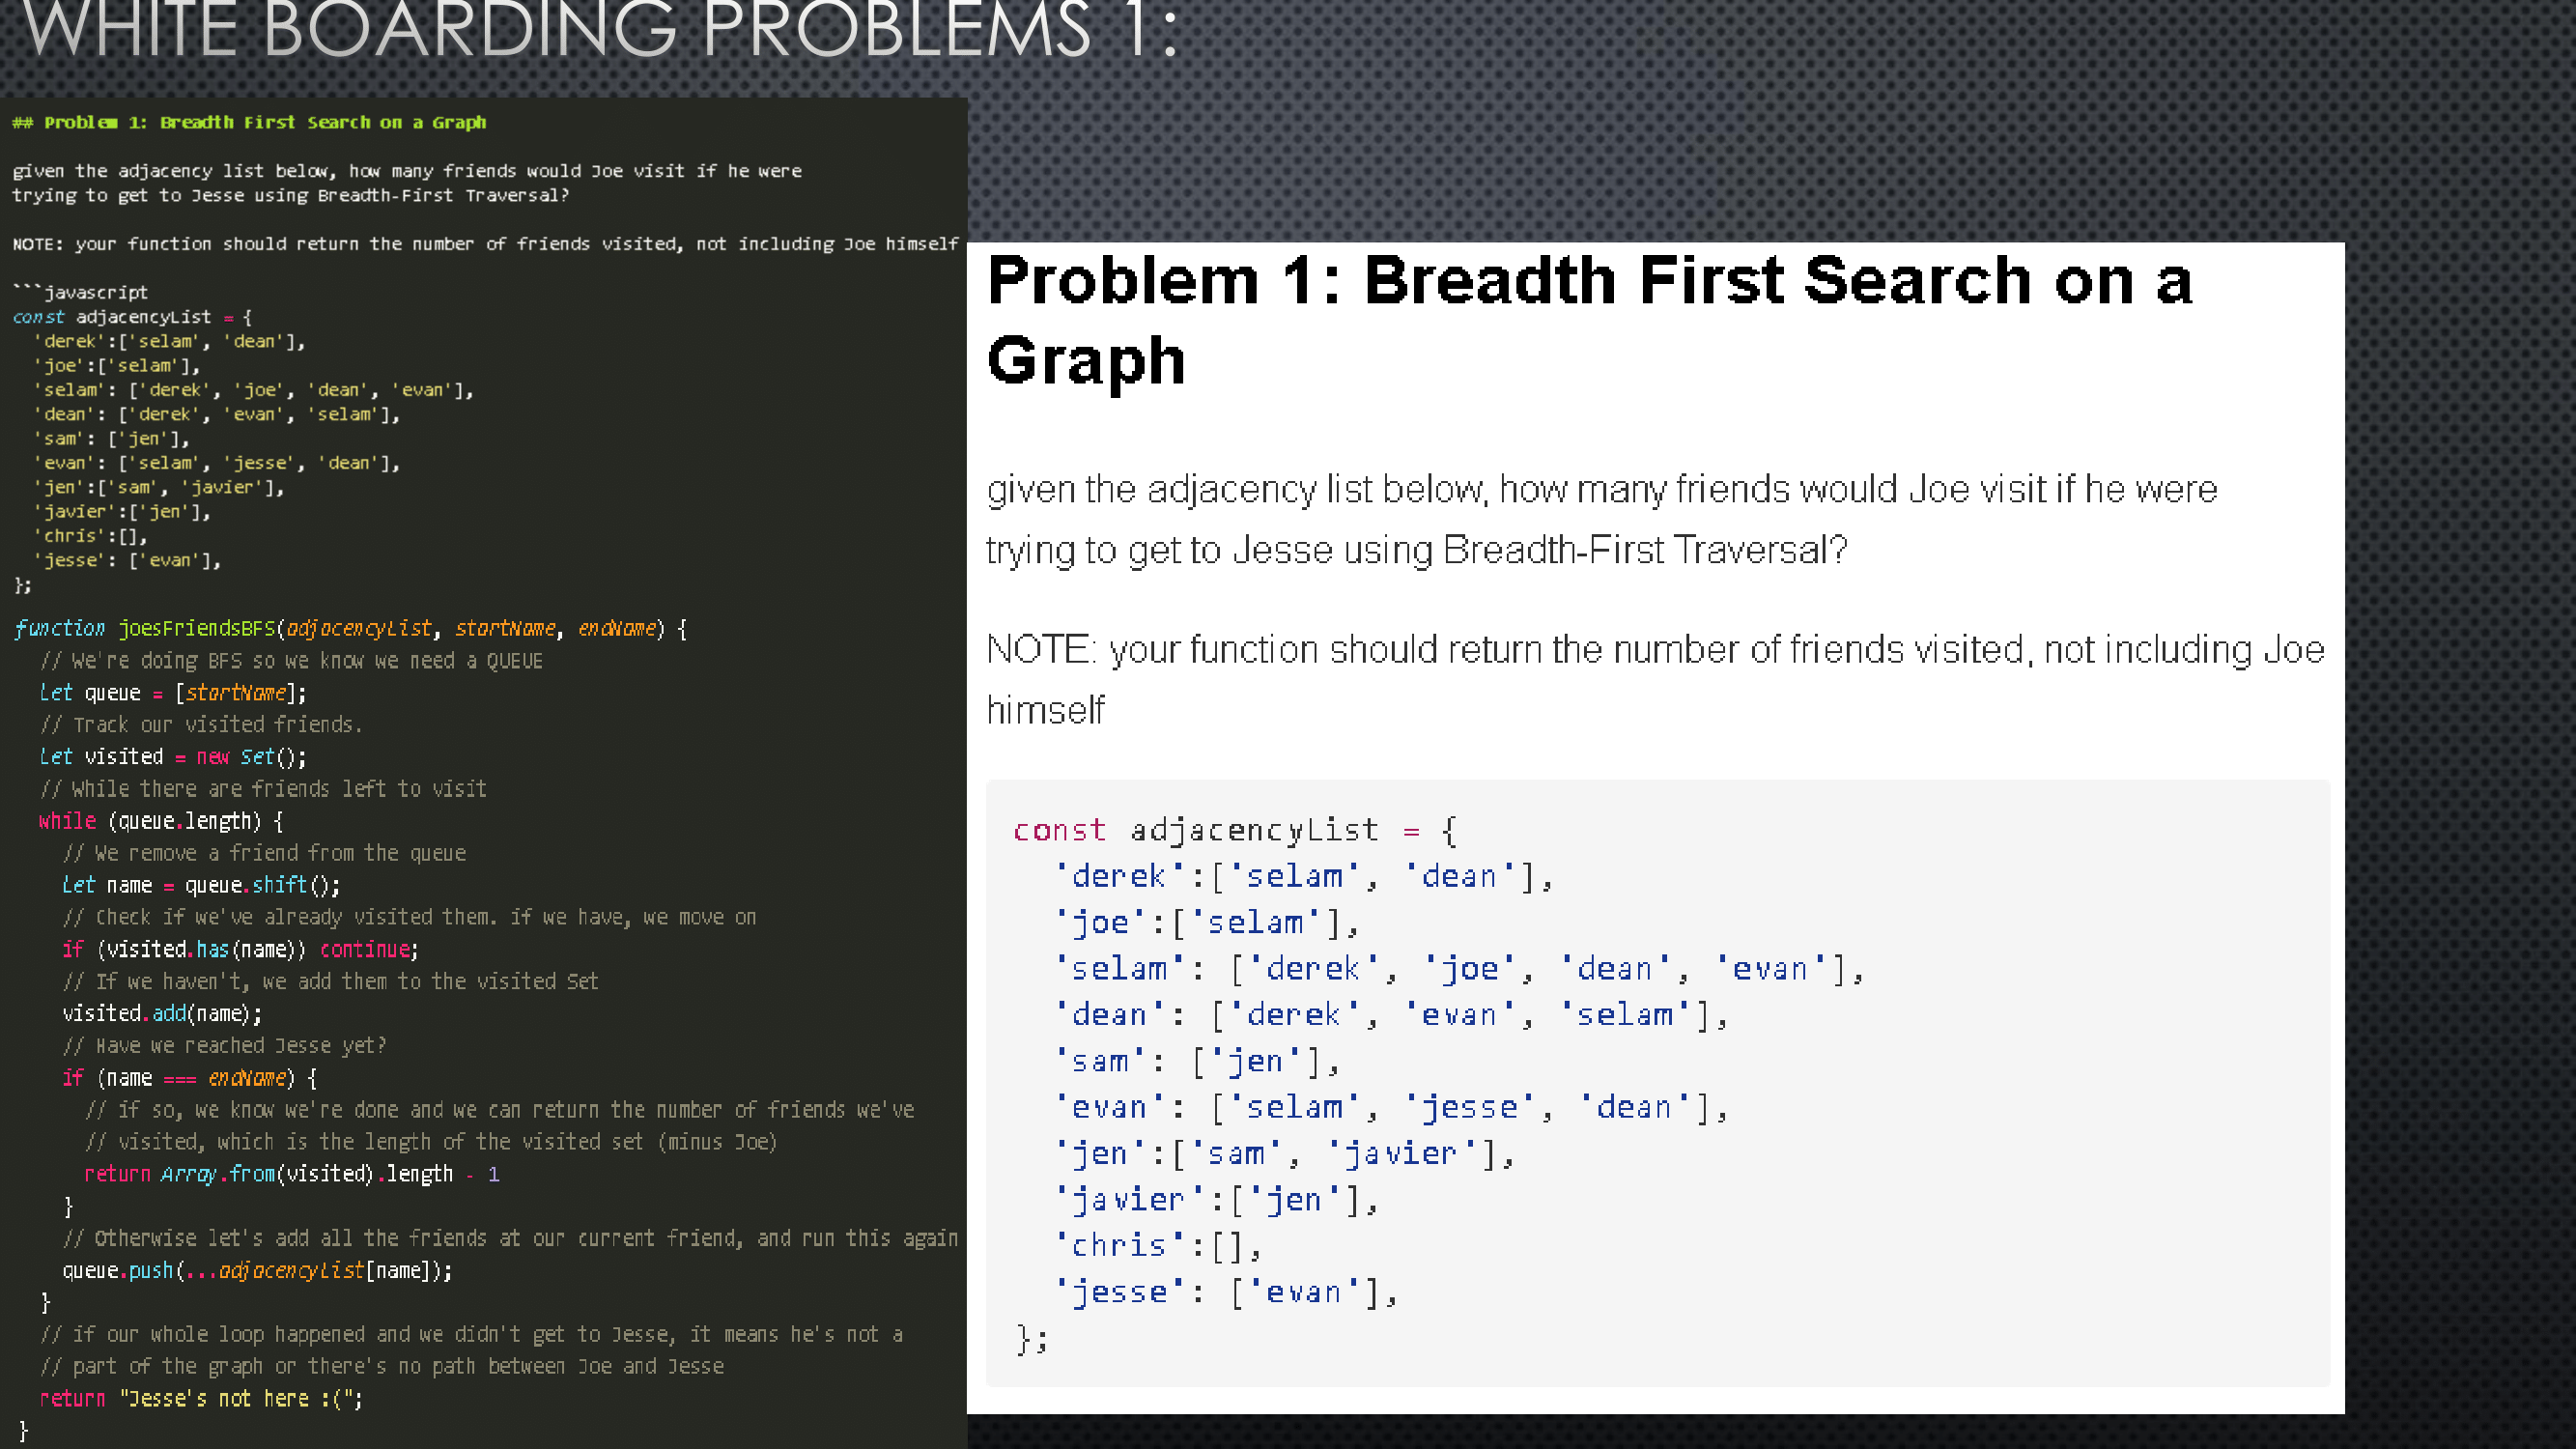 WHITE BOARDING PROBLEMS 1:
## Problem 1: Breadth First Search on a Graph
given the adjacency list below, how many friends would Joe visit if he were
trying to get to Jesse using Breadth-First Traversal?
NOTE: your function should return the number of friends visited, not including Joe himself
```javascript
const adjacencyList = {
  'derek':['selam', 'dean'],
  'joe':['selam'],
  'selam': ['derek', 'joe', 'dean', 'evan'],
  'dean': ['derek', 'evan', 'selam'],
  'sam': ['jen'],
  'evan': ['selam', 'jesse', 'dean'],
  'jen':['sam', 'javier'],
  'javier':['jen'],
  'chris':[],
  'jesse': ['evan'],
};
function joesFriendsBFS(adjacencyList, startName, endName) {
  // We're doing BFS so we know we need a QUEUE
  let queue = [startName];
  // Track our visited friends.
  let visited = new Set();
  // While there are friends left to visit
  while (queue.length) {
    // We remove a friend from the queue
    let name = queue.shift();
    // Check if we've already visited them. if we have, we move on
    if (visited.has(name)) continue;
    // If we haven't, we add them to the visited Set
    visited.add(name);
    // Have we reached Jesse yet?
    if (name === endName) {
      // if so, we know we're done and we can return the number of friends we've
      // visited, which is the length of the visited set (minus Joe)
      return Array.from(visited).length - 1
    }
    // Otherwise let's add all the friends at our current friend, and run this again
    queue.push(...adjacencyList[name]);
  }
  // if our whole loop happened and we didn't get to Jesse, it means he's not a
  // part of the graph or there's no path between Joe and Jesse
  return "Jesse's not here :(";
}
Problem 1: Breadth First Search on a
Graph
given the adjacency list below, how many friends would Joe visit if he were
trying to get to Jesse using Breadth-First Traversal?
NOTE: your function should return the number of friends visited, not including Joe
himself
const adjacencyList = {
  'derek':['selam', 'dean'],
  'joe':['selam'],
  'selam': ['derek', 'joe', 'dean', 'evan'],
  'dean': ['derek', 'evan', 'selam'],
  'sam': ['jen'],
  'evan': ['selam', 'jesse', 'dean'],
  'jen':['sam', 'javier'],
  'javier':['jen'],
  'chris':[],
  'jesse': ['evan'],
};